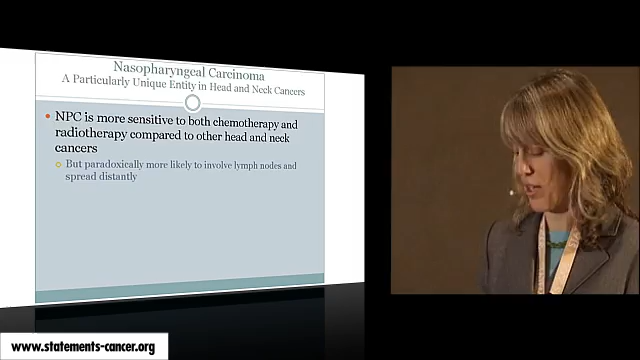 Nasopharyngeal Carcinoma
A Particularly Unique Entity in Head and Neck Cancers
NPC is more sensitive to both chemotherapy and
radiotherapy compared to other head and neck
cancers
But paradoxically more likely to involve lymph nodes and
spread distantly
www.statements-cancer.org